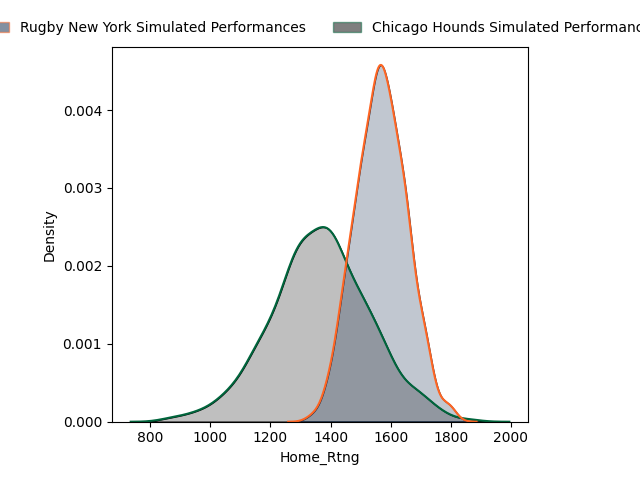 Rugby New York Simulated Performances
Chicago Hounds Simulated
0.004
0.003
0.002
0.001
0.000
Density
800 1000 1200 1400 1600 1800 2000
Home_Rtng